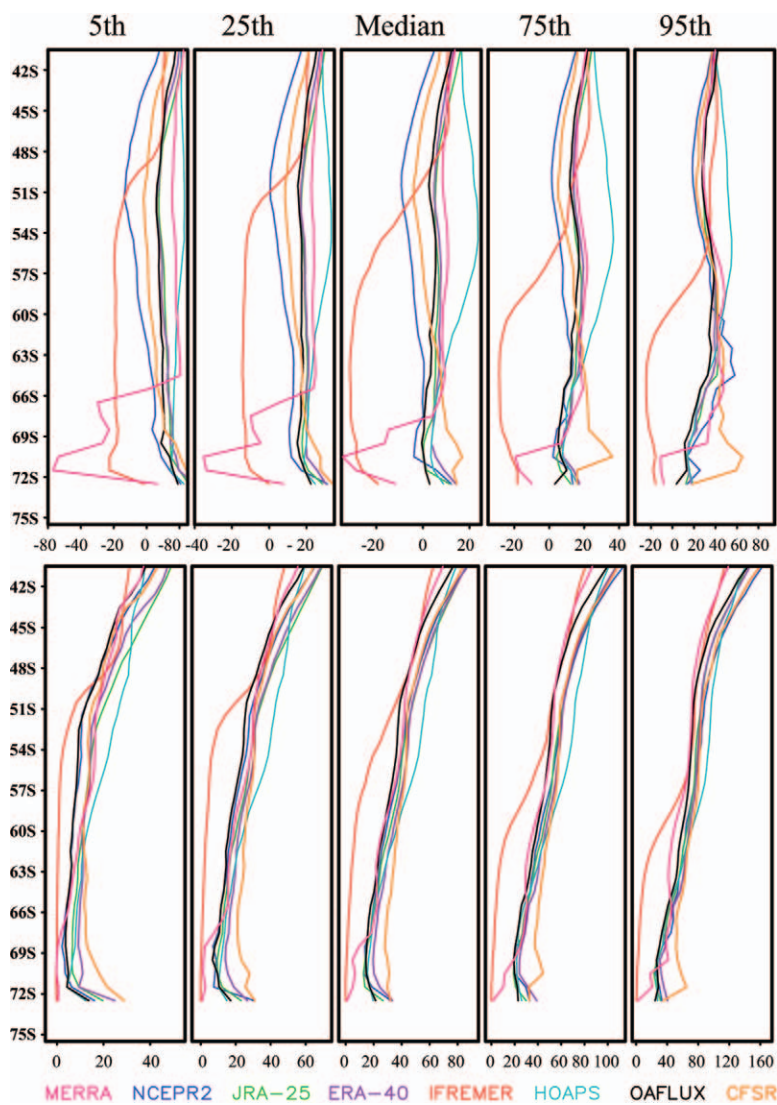 5th 25th Median 75th 95th
42S
45S
48S
51S
54S
57S
60S
63S
66S
69S
72S
75S
-80 -40 0 -80 -40 0 -20 -20 0 20 -20 0 20 40 -20 0 20 40 60 80
42S
45S
48S
51S
54S
57S
60S
63S
66S
69S
72S
75S
0 20 40 0 20 40 60 0 20 40 60 80 0 20 40 60 80 100 0 40 80 120 160
MERRA NCEPR2 JRA-25 ERA-40 IFREMER HOAPS OAFLUX CFSR